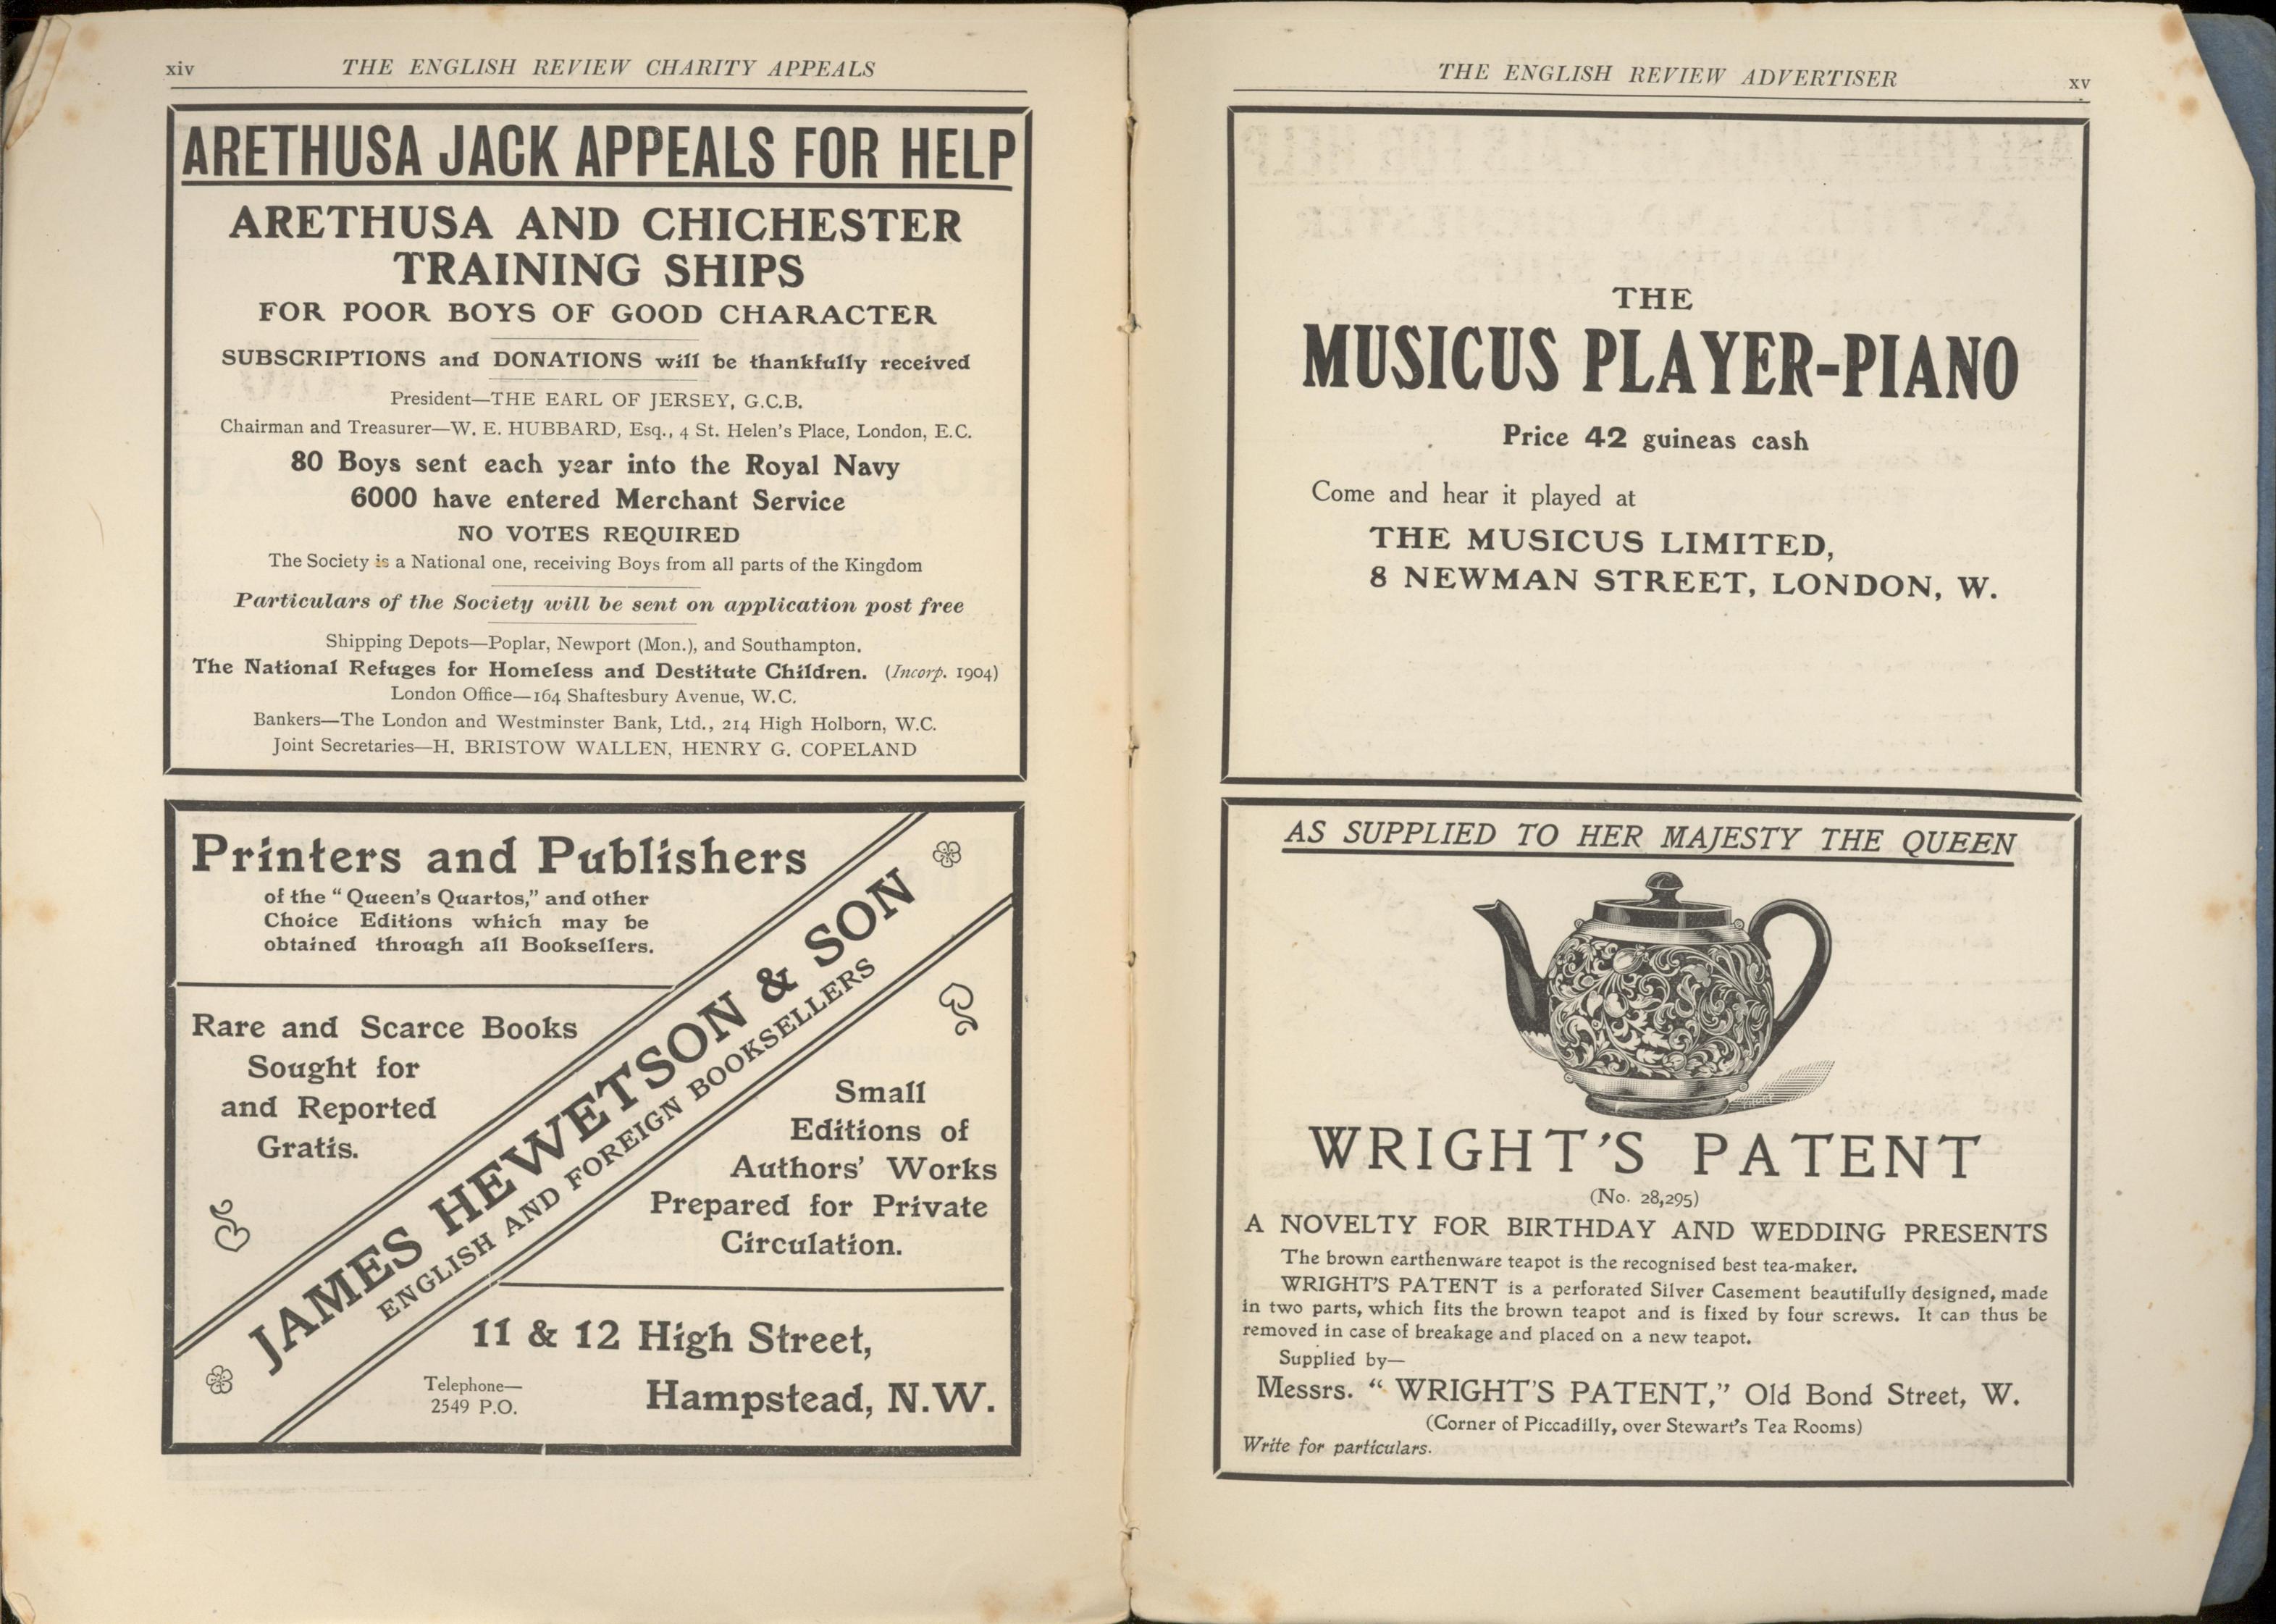 xiv THE ENGLISH REVIEW CHARITY APPEALS
ARETHUSA JACK APPEALS FOR HELP
ARETHUSA AND CHICHESTER
TRAINING SHIPS
FOR POOR BOYS OF GOOD CHARACTER
SUBSCRIPTIONS and DONATIONS will be thankfully received
President—THE EARL OF JERSEY, G.C.B.
Chairman and Treasurer—W. E. HUBBARD, Esq., 4 St. Helen's Place, London, E.C.
80 Boys sent each year into the Royal Navy
6000 have entered Merchant Service
NO VOTES REQUIRED
The Society is a National one, receiving Boys from all parts of the Kingdom
Particulars of the Society will be sent on application post free
Shipping Depots—Poplar, Newport (Mon.), and Southampton.
The National Refuges for Homeless and Destitute Children. (Incorp. 1904)
London Office—164 Shaftesbury Avenue, W.C.
Bankers—The London and Westminster Bank, Ltd., 214 High Holborn, W.C.
Joint Secretaries—H. BRISTOW WALLEN, HENRY G. COPELAND
Printers and Publishers
of the "Queen's Quartos," and other
Choice Editions which may be
obtained through all Booksellers.
Rare and Scarce Books
Sought for
and Reported
Gratis.
JAMES HEWETSON & SON
ENGLISH AND FOREIGN BOOKSELLERS
Small
Editions of
Authors' Works
Prepared for Private
Circulation.
11 & 12 High Street,
Telephone—
2549 P.O.
Hampstead, N.W.
THE ENGLISH REVIEW ADVERTISER xv
THE
MUSICUS PLAYER-PIANO
Price 42 guineas cash
Come and hear it played at
THE MUSICUS LIMITED,
8 NEWMAN STREET, LONDON, W.
AS SUPPLIED TO HER MAJESTY THE QUEEN
WRIGHT'S PATENT
(No. 28,295)
A NOVELTY FOR BIRTHDAY AND WEDDING PRESENTS
The brown earthenware teapot is the recognised best tea-maker.
WRIGHT'S PATENT is a perforated Silver Casement beautifully designed, made
in two parts, which fits the brown teapot and is fixed by four screws. It can thus be
removed in case of breakage and placed on a new teapot.
Supplied by—
Messrs. "WRIGHT'S PATENT," Old Bond Street, W.
(Corner of Piccadilly, over Stewart's Tea Rooms)
Write for particulars.